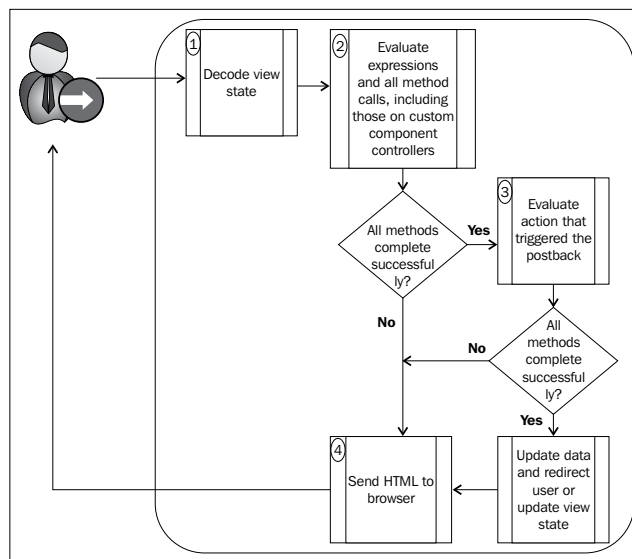 1
Decode view
state
2
Evaluate
expressions
and all method
calls, including
those on custom
component
controllers
3
Evaluate
action that
triggered the
postback
All methods
complete
successful
ly?
Yes
No
All
methods
complete
successful
ly?
No
Yes
4
Send HTML to
browser
Update data
and redirect
user or
update view
state